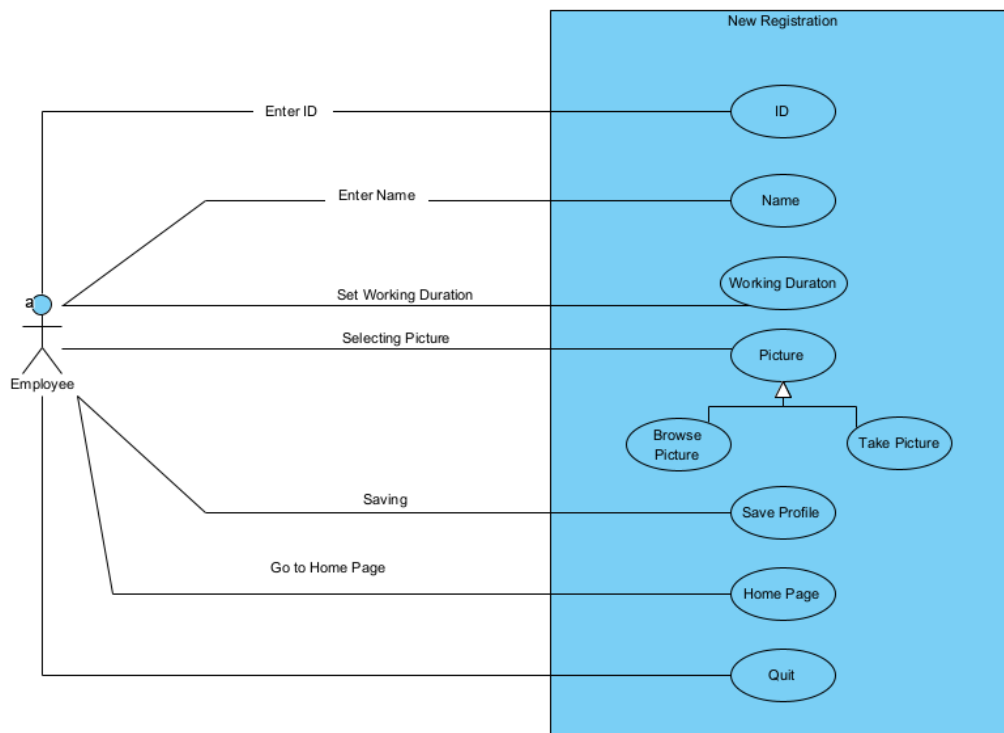 New Registration
Enter ID
ID
Enter Name
Name
Working Duraton
Set Working Duration
a
Selecting Picture
Picture
Employee
Browse
Picture
Take Picture
Saving
Save Profile
Go to Home Page
Home Page
Quit